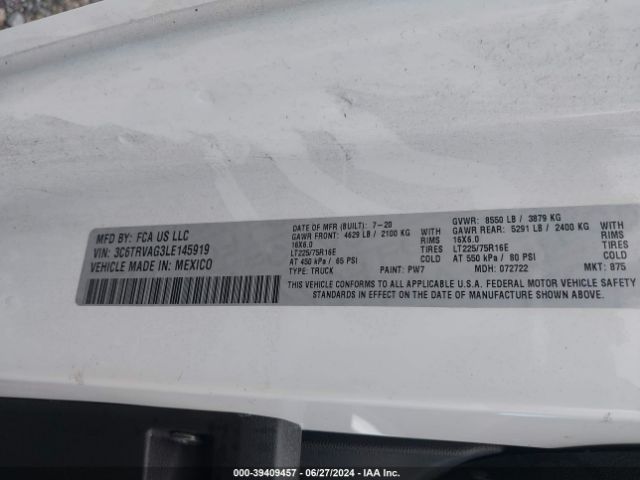 MFD BY: FCA US LLC
VIN: 3C6TRVAG3LE145919
VEHICLE MADE IN: MEXICO
DATE OF MFR (BUILT): 7-20
GAWR FRONT: 4629 LB / 2100 KG
16X6.0
LT225/75R16E
AT 450 kPa / 65 PSI
WITH
RIMS
TIRES
COLD
GVWR: 8550 LB / 3879 KG
GAWR REAR: 5291 LB / 2400 KG
16X6.0
LT225/75R16E
AT 550 kPa / 80 PSI
WITH
RIMS
TIRES
COLD
TYPE: TRUCK PAINT: PW7 MDH: 072722 MKT: 875
THIS VEHICLE CONFORMS TO ALL APPLICABLE U.S.A. FEDERAL MOTOR VEHICLE SAFETY
STANDARDS IN EFFECT ON THE DATE OF MANUFACTURE SHOWN ABOVE
000-39409457 - 06/27/2024 - IAA Inc.